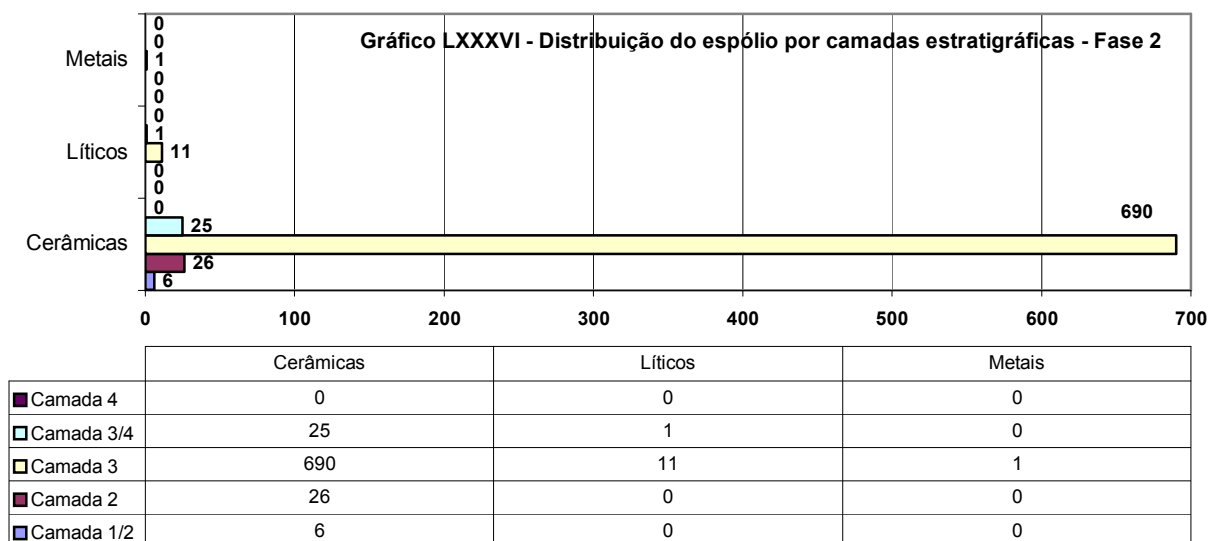 Gráfico LXXXVI - Distribuição do espólio por camadas estratigráficas - Fase 2
Metais
0
0
1
0
0
Líticos
0
1
11
0
0
Cerâmicas
0
25
690
26
6
0 100 200 300 400 500 600 700
Cerâmicas Líticos Metais
Camada 4 0 0 0
Camada 3/4 25 1 0
Camada 3 690 11 1
Camada 2 26 0 0
Camada 1/2 6 0 0